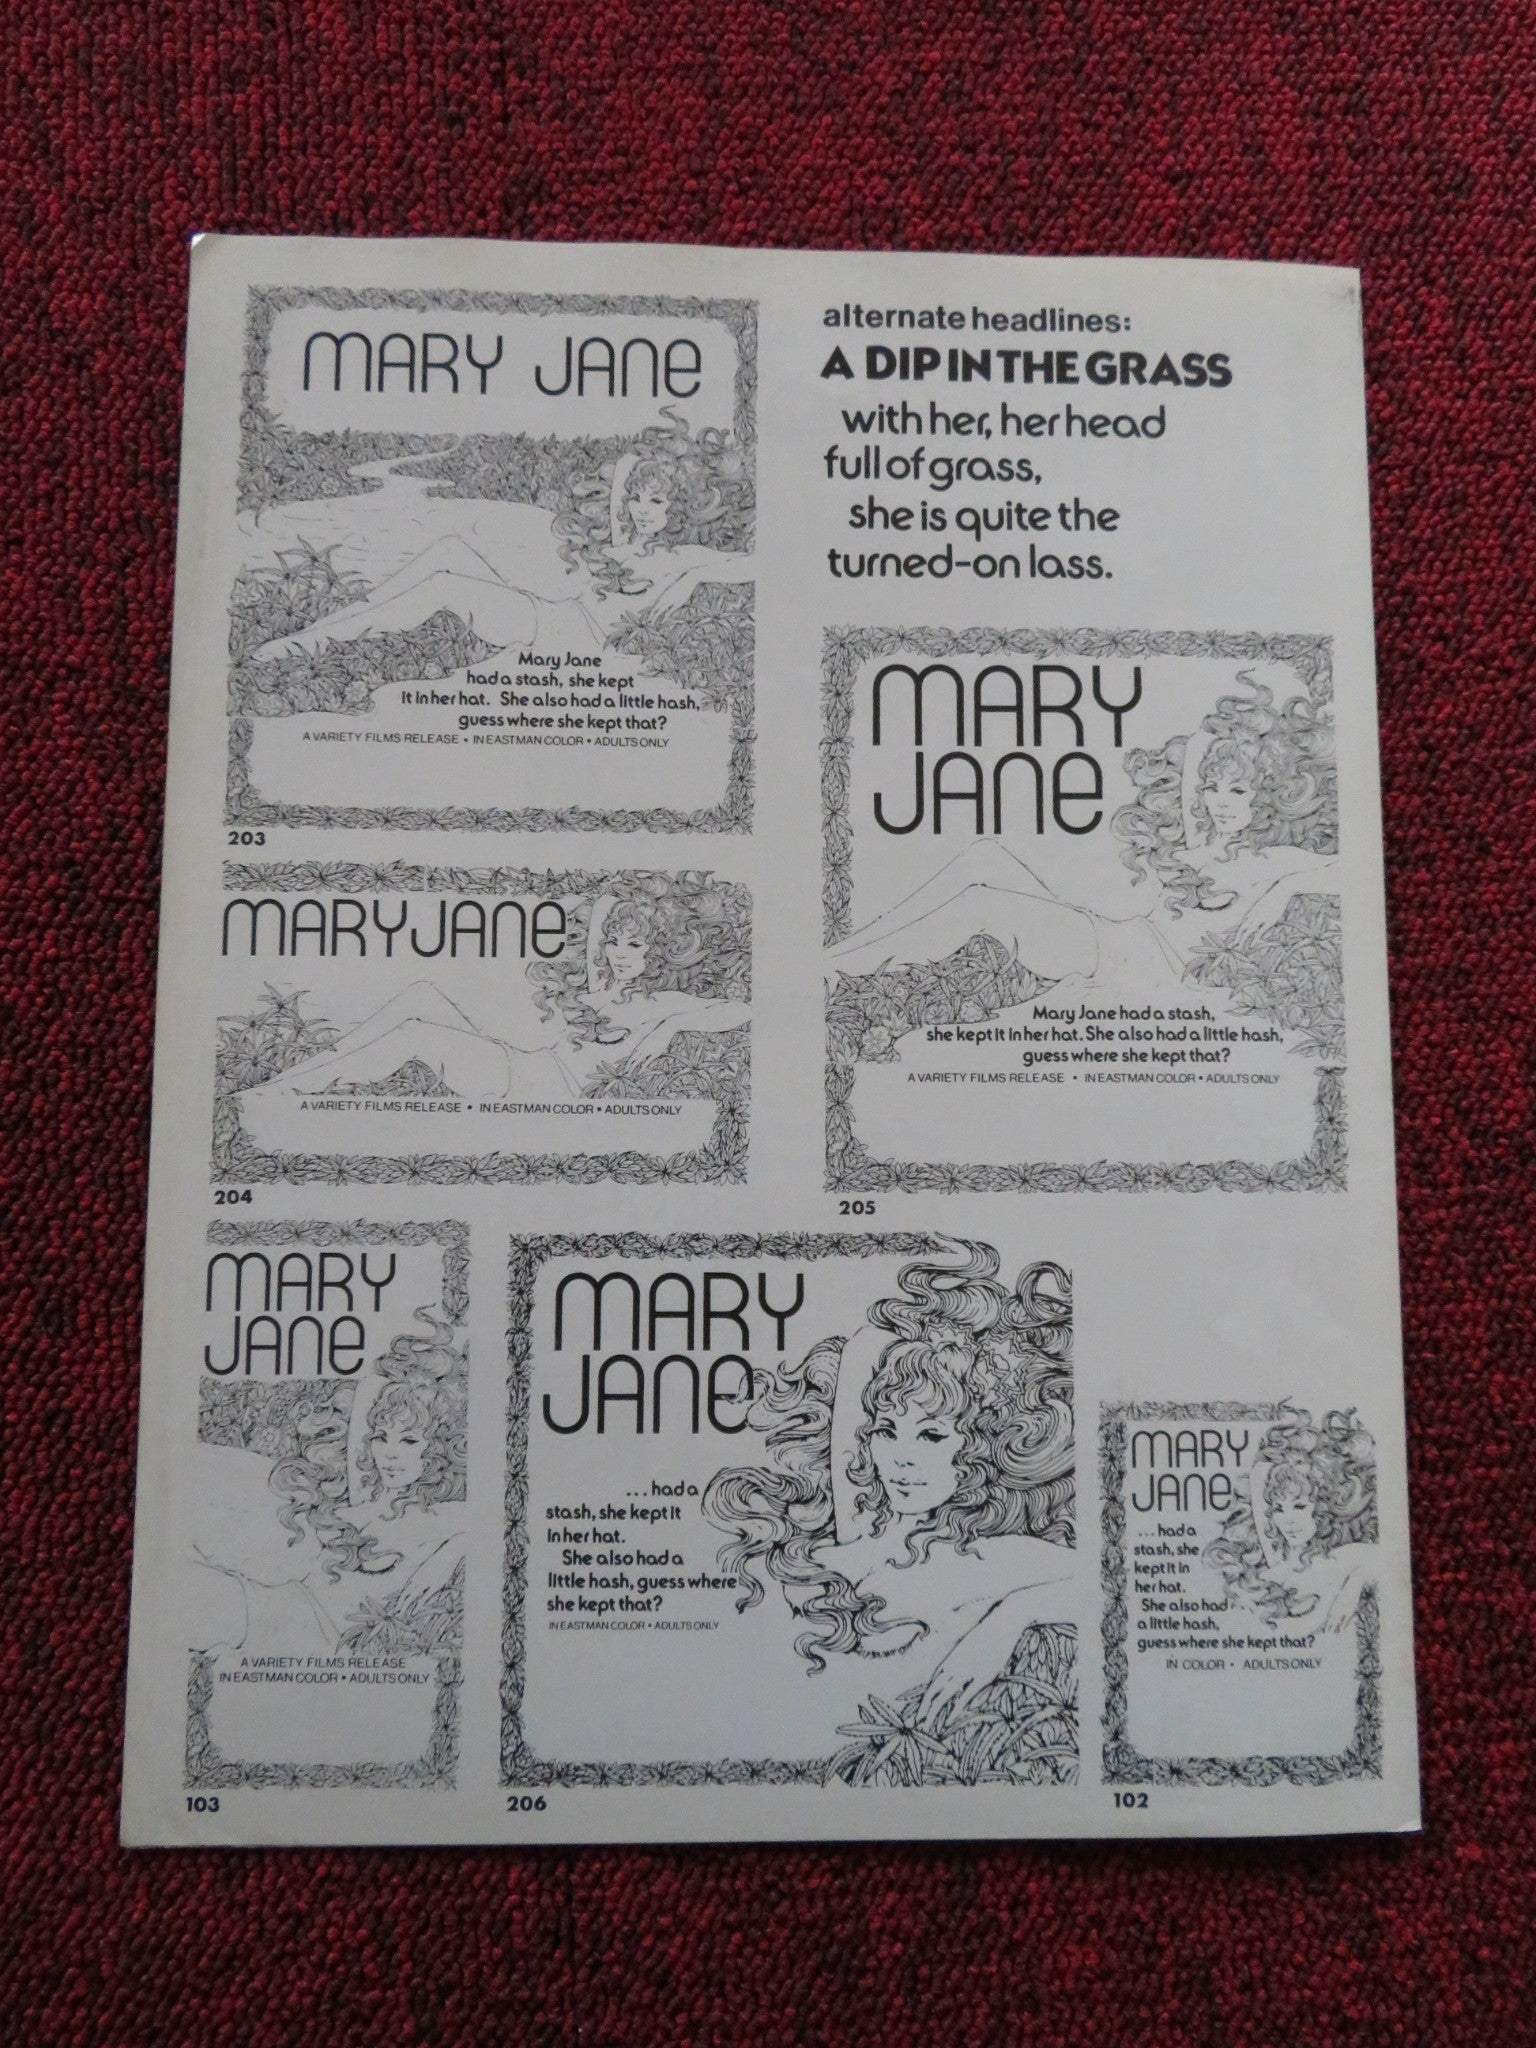 MARY JANE
Mary Jane
had a stash, she kept
it in her hat. She also had a little hash,
guess where she kept that?
A VARIETY FILMS RELEASE • IN EASTMAN COLOR • ADULTS ONLY
203
alternate headlines:
A DIP IN THE GRASS
with her, her head
full of grass,
she is quite the
turned-on lass.
MARY JANE
A VARIETY FILMS RELEASE • IN EASTMAN COLOR • ADULTS ONLY
204
MARY
JANE
Mary Jane had a stash,
she kept it in her hat. She also had a little hash,
guess where she kept that?
A VARIETY FILMS RELEASE • IN EASTMAN COLOR • ADULTS ONLY
205
MARY
JANE
A VARIETY FILMS RELEASE
IN EASTMAN COLOR • ADULTS ONLY
103
MARY
JANE
...had a
stash, she kept it
in her hat.
She also had a
little hash, guess where
she kept that?
IN EASTMAN COLOR • ADULTS ONLY
206
MARY
JANE
...had a
stash, she
kept it in
her hat.
She also had
a little hash,
guess where she kept that?
IN COLOR • ADULTS ONLY
102